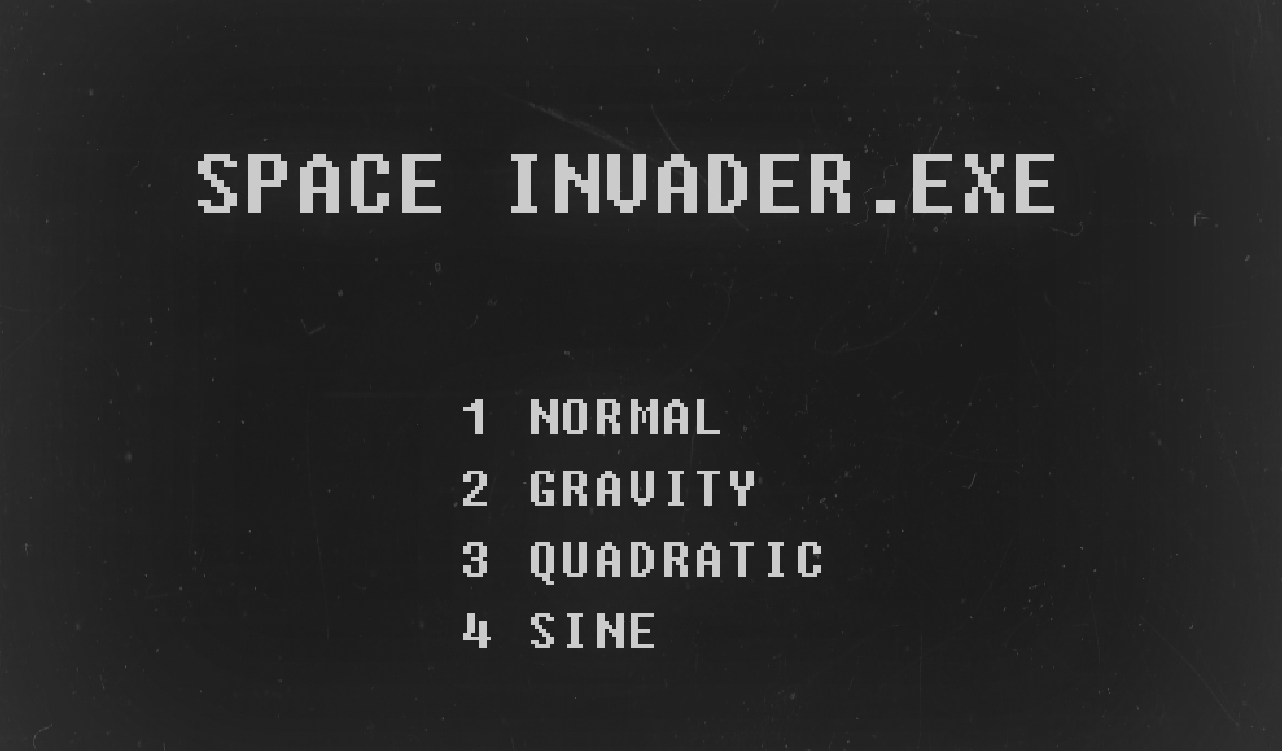 SPACE INVADER.EXE
1 NORMAL
2 GRAVITY
3 QUADRATIC
4 SINE